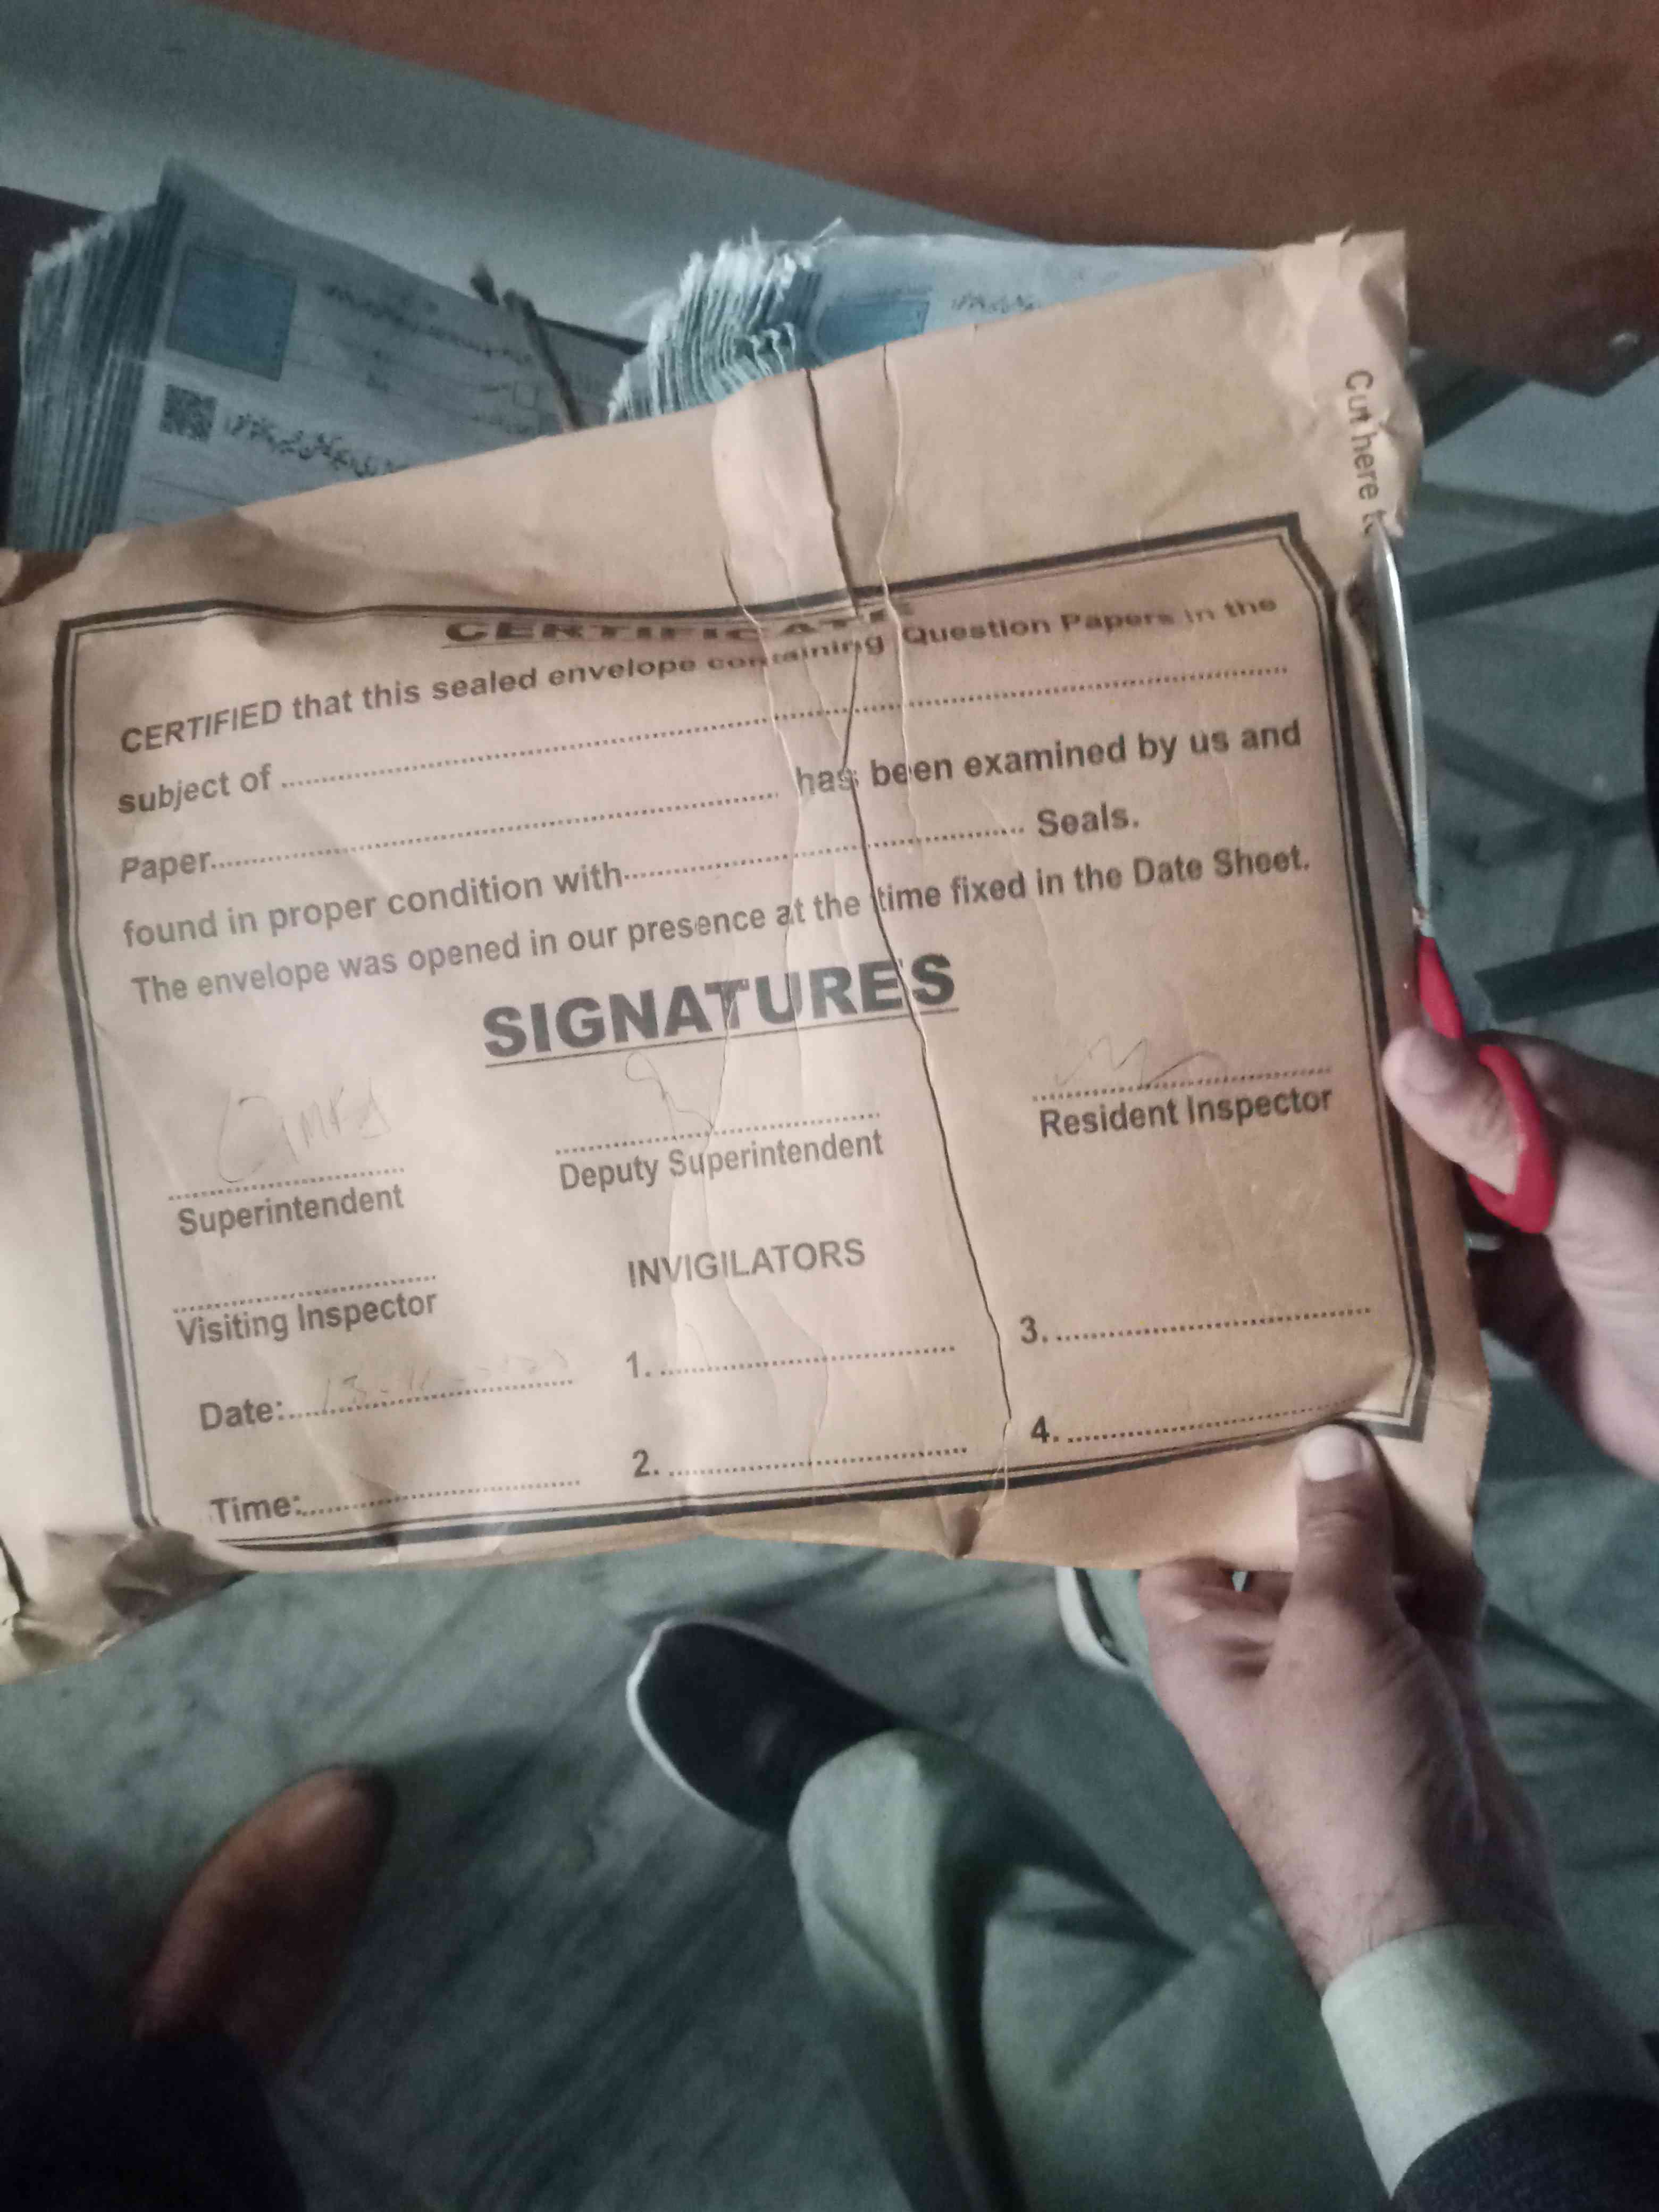 Cut here to
CERTIFICATE
CERTIFIED that this sealed envelope containing Question Papers in the
subject of ............
Paper............ has been examined by us and
found in proper condition with............ Seals.
The envelope was opened in our presence at the time fixed in the Date Sheet.
SIGNATURES
Superintendent
Deputy Superintendent
Resident Inspector
Visiting Inspector
INVIGILATORS
Date:............
1. ............
3. ............
Time:............
2. ............
4. ............